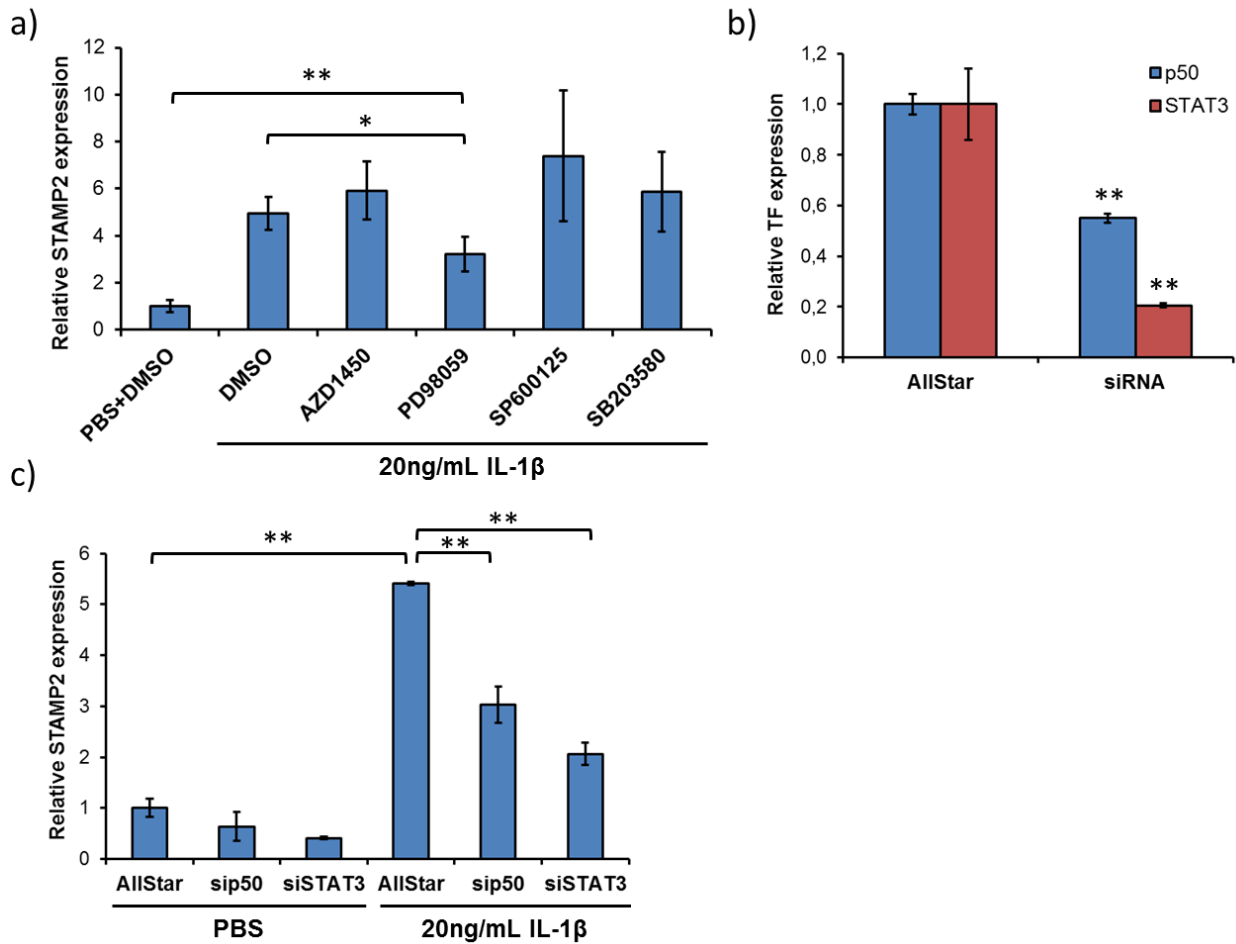 a)
Relative STAMP2 expression
12
10
8
6
4
2
0
**
*
PBS+DMSO
DMSO
AZD1450
PD98059
SP600125
SB203580
20ng/mL IL-1β
b)
Relative TF expression
1,2
1,0
0,8
0,6
0,4
0,2
0,0
p50
STAT3
**
**
AllStar
siRNA
c)
Relative STAMP2 expression
6
5
4
3
2
1
0
**
**
**
AllStar sip50 siSTAT3 AllStar sip50 siSTAT3
PBS 20ng/mL IL-1β